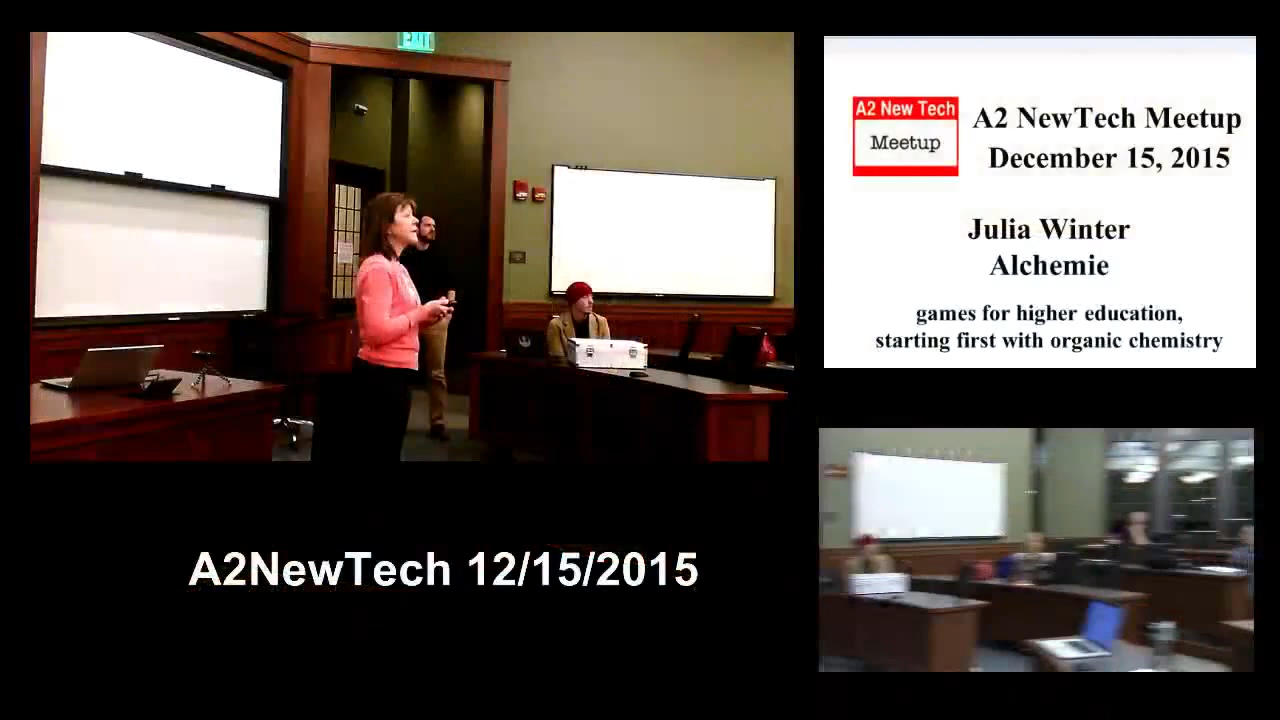 EXIT
A2 New Tech
Meetup
A2 NewTech Meetup
December 15, 2015
Julia Winter
Alchemie
games for higher education,
starting first with organic chemistry
A2NewTech 12/15/2015